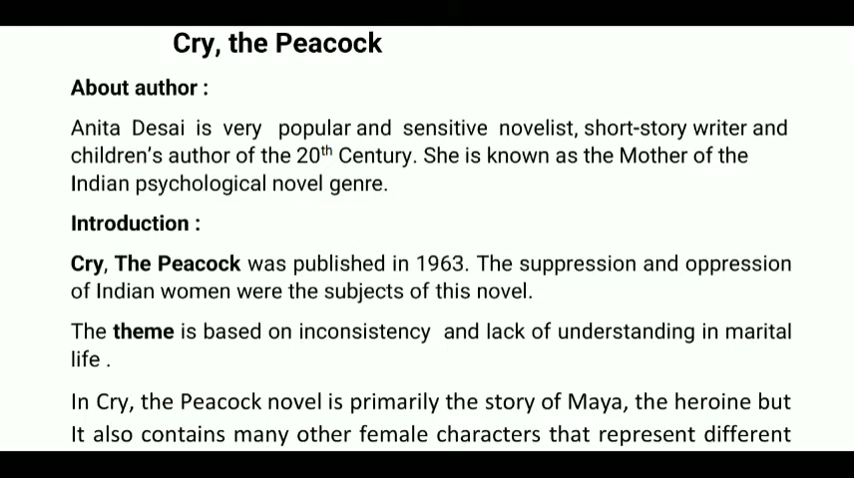 Cry, the Peacock
About author :
Anita Desai is very popular and sensitive novelist, short-story writer and
children's author of the 20th Century. She is known as the Mother of the
Indian psychological novel genre.
Introduction :
Cry, The Peacock was published in 1963. The suppression and oppression
of Indian women were the subjects of this novel.
The theme is based on inconsistency and lack of understanding in marital
life .
In Cry, the Peacock novel is primarily the story of Maya, the heroine but
It also contains many other female characters that represent different